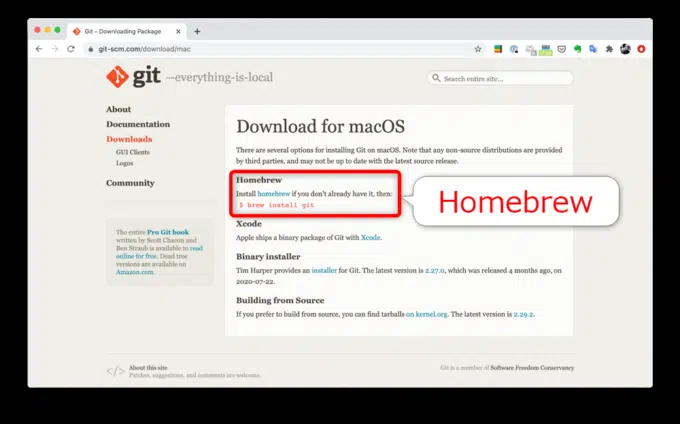 Git - Downloading Package
git-scm.com/download/mac
git --everything-is-local
Search entire site...
About
Documentation
Downloads
GUI Clients
Logos
Community
The entire Pro Git book
written by Scott Chacon and
Ben Straub is available to read
online for free. Dead tree
versions are available on
Amazon.com.
Download for macOS
There are several options for installing Git on macOS. Note that any non-source distributions are provided
by third parties, and may not be up to date with the latest source release.
Homebrew
Install homebrew if you don't already have it, then:
$ brew install git
Homebrew
Xcode
Apple ships a binary package of Git with Xcode.
Binary installer
Tim Harper provides an installer for Git. The latest version is 2.27.0, which was released 4 months ago, on
2020-07-22.
Building from Source
If you prefer to build from source, you can find tarballs on kernel.org. The latest version is 2.29.2.
</> About this site
Patches, suggestions, and comments are welcome.
Git is a member of Software Freedom Conservancy